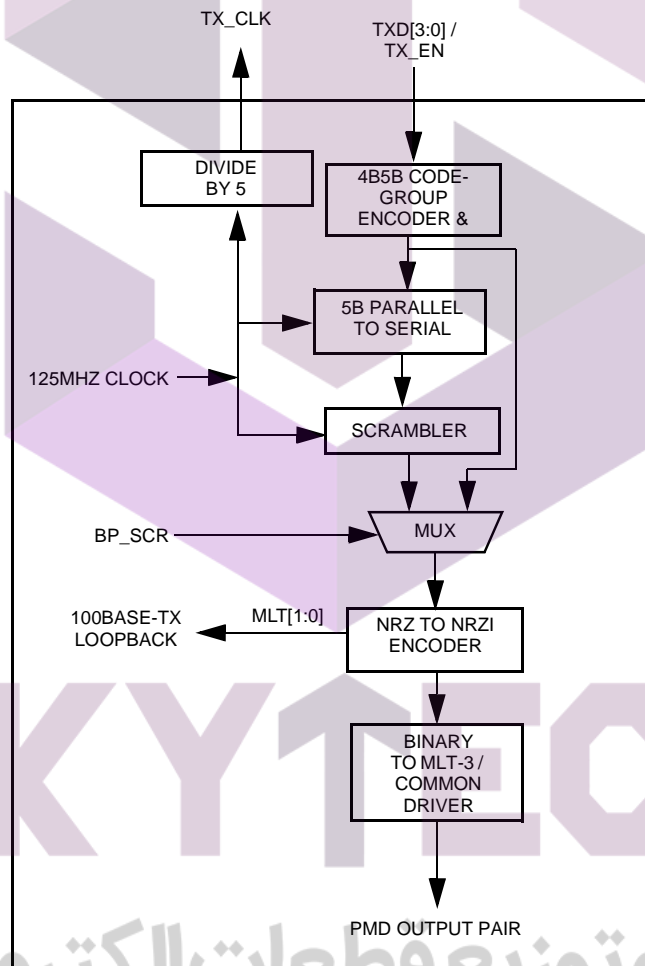 TX_CLK
TXD[3:0] /
TX_EN
DIVIDE
BY 5
4B5B CODE-
GROUP
ENCODER &
5B PARALLEL
TO SERIAL
125MHZ CLOCK
SCRAMBLER
BP_SCR
MUX
100BASE-TX
LOOPBACK
MLT[1:0]
NRZ TO NRZI
ENCODER
BINARY
TO MLT-3 /
COMMON
DRIVER
PMD OUTPUT PAIR
KYTEC